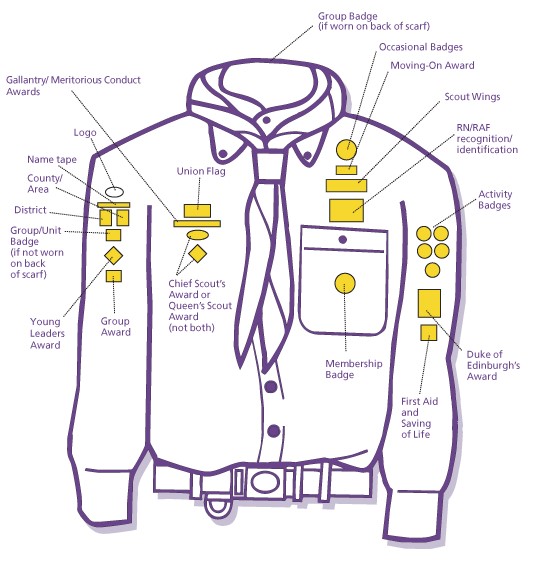 Group Badge
(if worn on back of scarf)
Occasional Badges
Moving-On Award
Gallantry/ Meritorious Conduct
Awards
Scout Wings
Logo
RN/RAF
recognition/
identification
Name tape
Union Flag
County/
Area
Activity
Badges
District
Group/Unit
Badge
(if not worn
on back
of scarf)
Chief Scout's
Award or
Queen's Scout
Award
(not both)
Young
Leaders
Award
Group
Award
Membership
Badge
Duke of
Edinburgh's
Award
First Aid
and
Saving
of Life